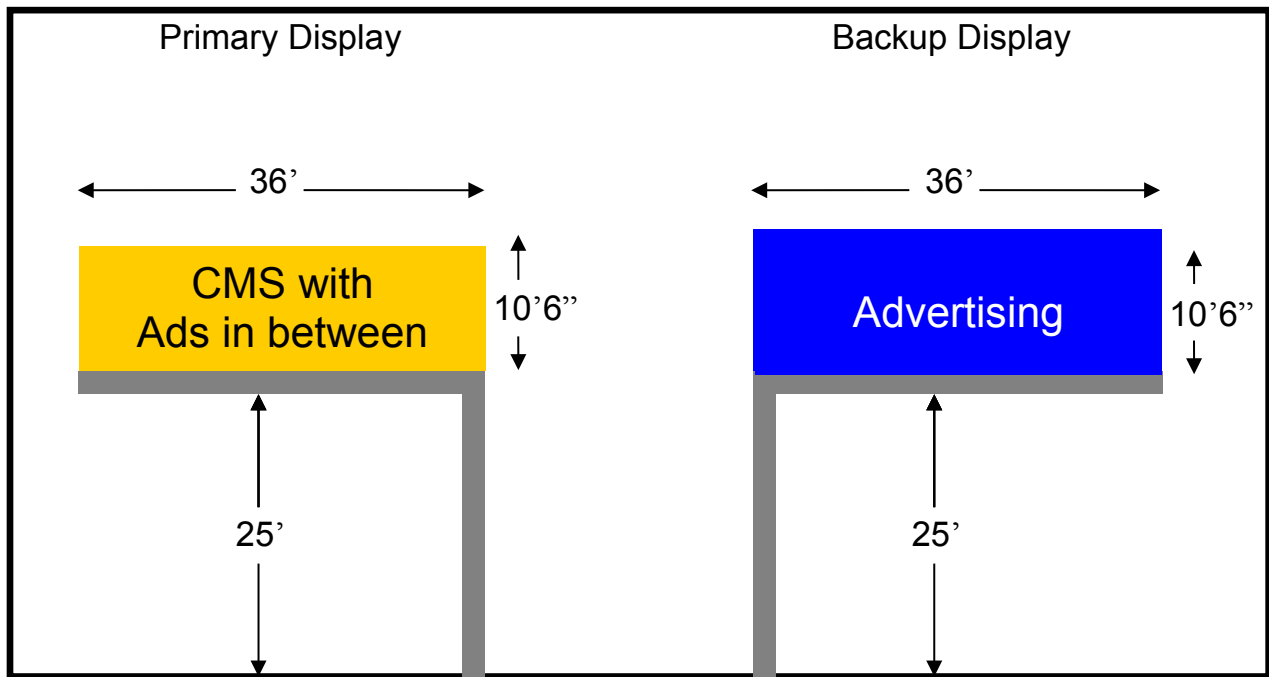 Primary Display
Backup Display
36’
36’
CMS with
Ads in between
10’6”
Advertising
10’6”
25’
25’